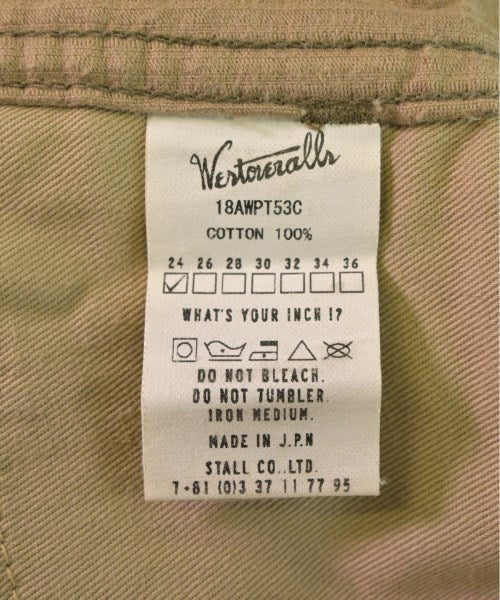 Westoveralls
18AWPT53C
COTTON 100%
24 26 28 30 32 34 36
WHAT'S YOUR INCH !?
DO NOT BLEACH.
DO NOT TUMBLER.
IRON MEDIUM.
MADE IN J.P.N
STALL CO.,LTD.
7+81 (0)3 37 11 77 95